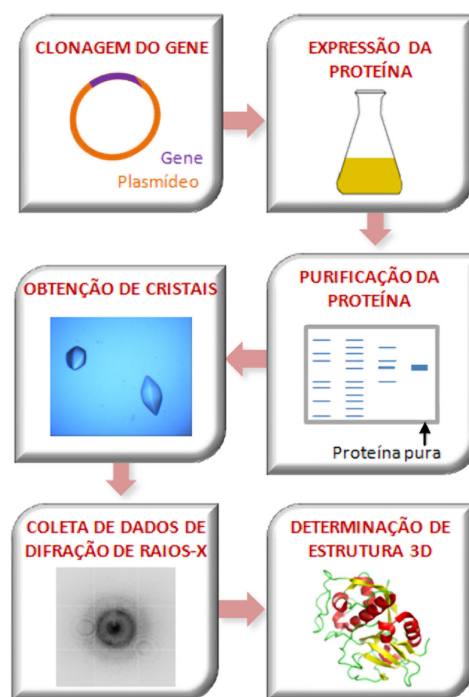 CLONAGEM DO GENE
Gene
Plasmídeo
EXPRESSÃO DA
PROTEÍNA
PURIFICAÇÃO DA
PROTEÍNA
Proteína pura
OBTENÇÃO DE CRISTAIS
COLETA DE DADOS DE
DIFRAÇÃO DE RAIOS-X
DETERMINAÇÃO DE
ESTRUTURA 3D